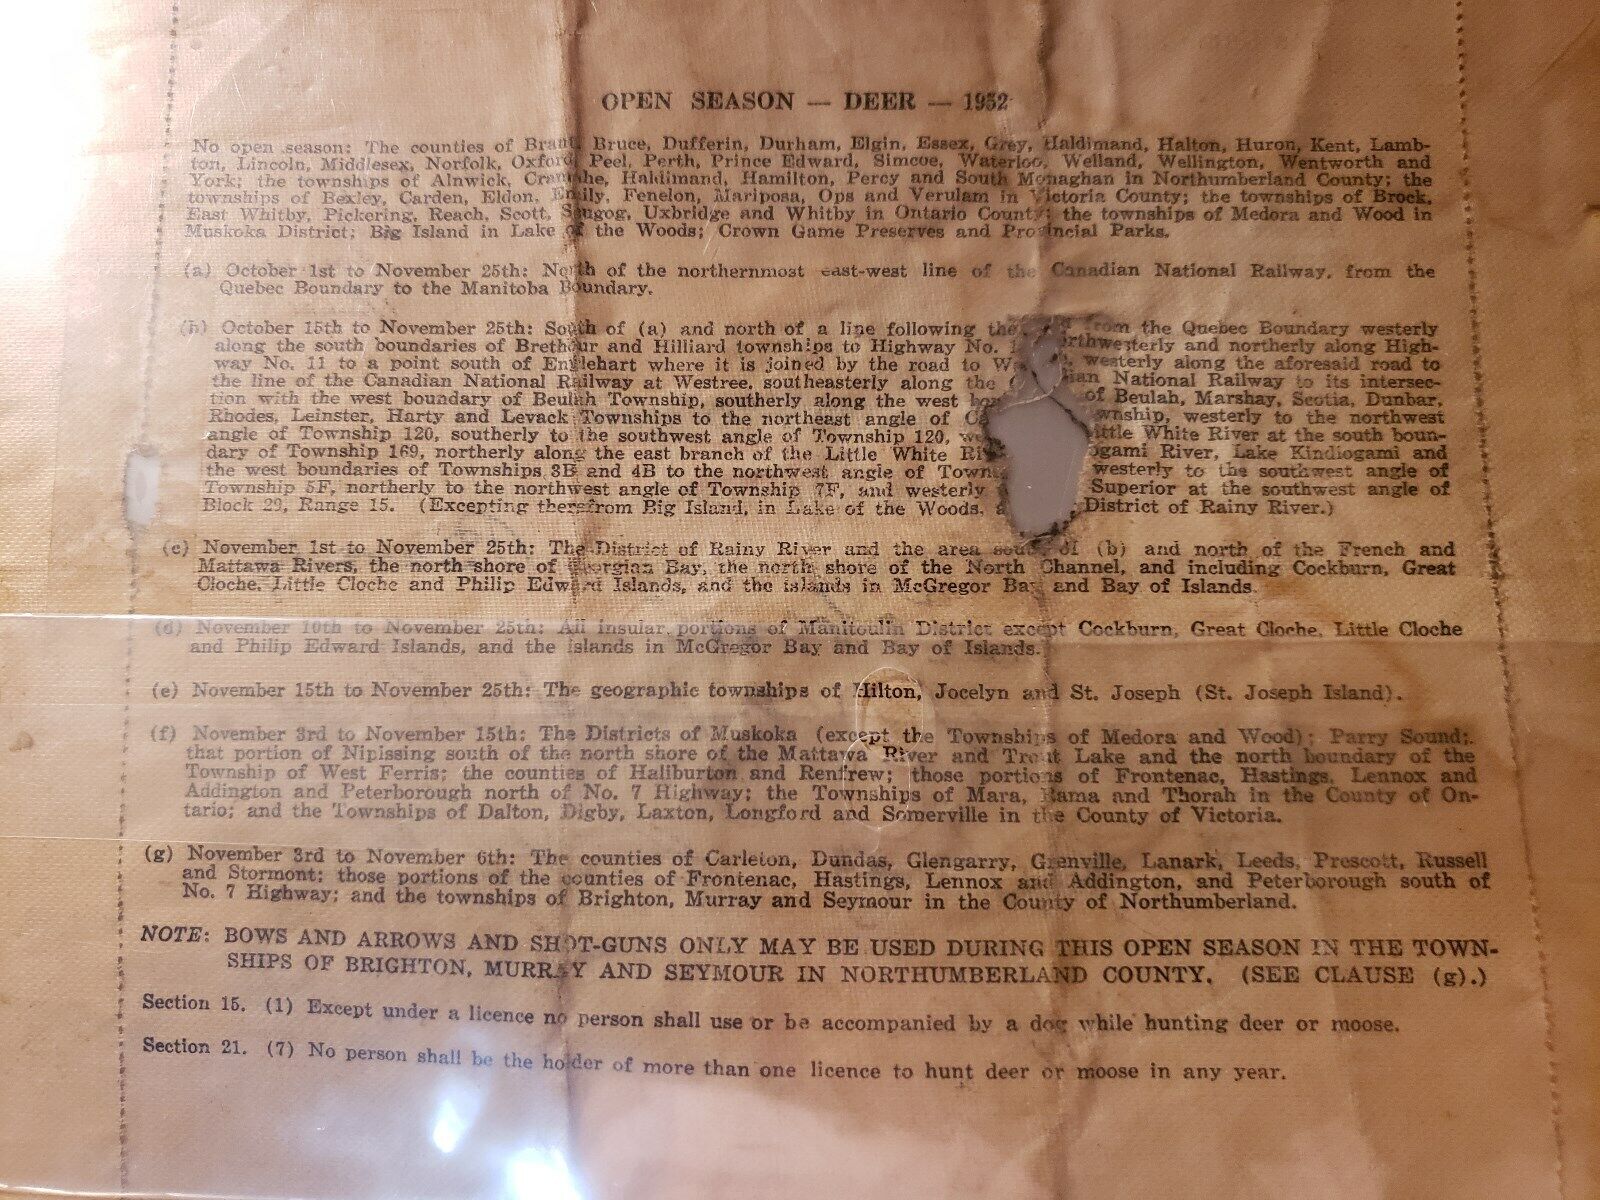 OPEN SEASON — DEER — 1952
No open season: The counties of Brant, Bruce, Dufferin, Durham, Elgin, Essex, Grey, Haldimand, Halton, Huron, Kent, Lamb-
ton, Lincoln, Middlesex, Norfolk, Oxford, Peel, Perth, Prince Edward, Simcoe, Waterloo, Welland, Wellington, Wentworth and
York; the townships of Alnwick, Cramahe, Haldimand, Hamilton, Percy and South Monaghan in Northumberland County; the
townships of Bexley, Carden, Eldon, Emily, Fenelon, Mariposa, Ops and Verulam in Victoria County; the townships of Brock,
East Whitby, Pickering, Reach, Scott, Scugog, Uxbridge and Whitby in Ontario County; the townships of Medora and Wood in
Muskoka District; Big Island in Lake of the Woods; Crown Game Preserves and Provincial Parks.
(a) October 1st to November 25th: North of the northernmost east-west line of the Canadian National Railway, from the
Quebec Boundary to the Manitoba Boundary.
(b) October 15th to November 25th: South of (a) and north of a line following the from the Quebec Boundary westerly
along the south boundaries of Brethour and Hilliard townships to Highway No. northwesterly and northerly along High-
way No. 11 to a point south of Englehart where it is joined by the road to westerly along the aforesaid road to
the line of the Canadian National Railway at Westree, southeasterly along the Canadian National Railway to its intersec-
tion with the west boundary of Beulah Township, southerly along the west of Beulah, Marshay, Scotia, Dunbar,
Rhodes, Leinster, Harty and Levack Townships to the northeast angle of Township, westerly to the northwest
angle of Township 120, southerly to the southwest angle of Township 120, Little White River at the south boun-
dary of Township 169, northerly along the east branch of the Little White River, River, Lake Kindiogami and
the west boundaries of Townships 3B and 4B to the northwest angle of westerly to the southwest angle of
Township 5F, northerly to the northwest angle of Township 7F, and westerly Superior at the southwest angle of
Block 29, Range 15. (Excepting therefrom Big Island, in Lake of the Woods, District of Rainy River.)
(c) November 1st to November 25th: The District of Rainy River and the area south of (b) and north of the French and
Mattawa Rivers, the north shore of Georgian Bay, the north shore of the North Channel, and including Cockburn, Great
Cloche, Little Cloche and Philip Edward Islands, and the islands in McGregor Bay and Bay of Islands.
(d) November 10th to November 25th: All insular portions of Manitoulin District except Cockburn, Great Cloche, Little Cloche
and Philip Edward Islands, and the islands in McGregor Bay and Bay of Islands.
(e) November 15th to November 25th: The geographic townships of Hilton, Jocelyn and St. Joseph (St. Joseph Island).
(f) November 3rd to November 15th: The Districts of Muskoka (except the Townships of Medora and Wood); Parry Sound;
that portion of Nipissing south of the north shore of the Mattawa River and Trout Lake and the north boundary of the
Township of West Ferris; the counties of Haliburton and Renfrew; those portions of Frontenac, Hastings, Lennox and
Addington and Peterborough north of No. 7 Highway; the Townships of Mara, Rama and Thorah in the County of On-
tario; and the Townships of Dalton, Digby, Laxton, Longford and Somerville in the County of Victoria.
(g) November 3rd to November 6th: The counties of Carleton, Dundas, Glengarry, Grenville, Lanark, Leeds, Prescott, Russell
and Stormont; those portions of the counties of Frontenac, Hastings, Lennox and Addington, and Peterborough south of
No. 7 Highway; and the townships of Brighton, Murray and Seymour in the County of Northumberland.
NOTE: BOWS AND ARROWS AND SHOT-GUNS ONLY MAY BE USED DURING THIS OPEN SEASON IN THE TOWN-
SHIPS OF BRIGHTON, MURRAY AND SEYMOUR IN NORTHUMBERLAND COUNTY. (SEE CLAUSE (g).)
Section 15. (1) Except under a licence no person shall use or be accompanied by a dog while hunting deer or moose.
Section 21. (7) No person shall be the holder of more than one licence to hunt deer or moose in any year.